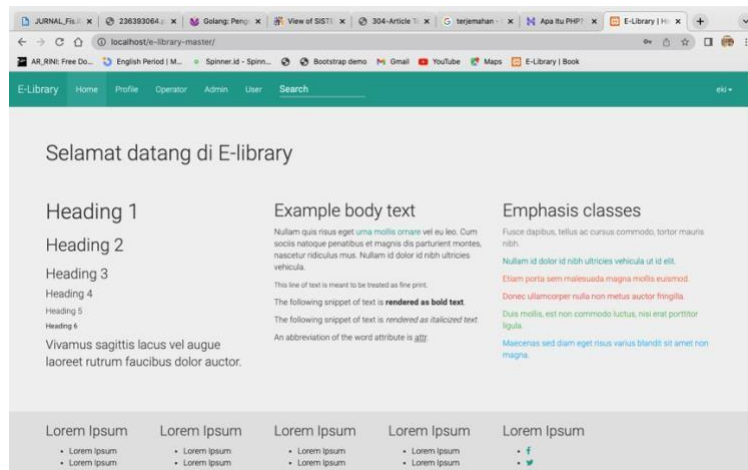 JURNAL_Fis
236393064
Golang: Peng
View of SISTE
304-Article Te
terjemahan -
Apa Itu PHP?
E-Library | H
localhost/e-library-master/
AR_RINI: Free Do...
English Period | M...
Spinner.id - Spinn...
Bootstrap demo
Gmail
YouTube
Maps
E-Library | Book
E-Library Home Profile Operator Admin User Search eki
Selamat datang di E-library
Heading 1
Heading 2
Heading 3
Heading 4
Heading 5
Heading 6
Vivamus sagittis lacus vel augue
laoreet rutrum faucibus dolor auctor.
Example body text
Nullam quis risus eget urna mollis ornare vel eu leo. Cum
sociis natoque penatibus et magnis dis parturient montes,
nascetur ridiculus mus. Nullam id dolor id nibh ultricies
vehicula.
This line of text is meant to be treated as fine print.
The following snippet of text is rendered as bold text.
The following snippet of text is rendered as italicized text.
An abbreviation of the word attribute is attr.
Emphasis classes
Fusce dapibus, tellus ac cursus commodo, tortor mauris
nibh.
Nullam id dolor id nibh ultricies vehicula ut id elit.
Etiam porta sem malesuada magna mollis euismod.
Donec ullamcorper nulla non metus auctor fringilla.
Duis mollis, est non commodo luctus, nisi erat porttitor
ligula.
Maecenas sed diam eget risus varius blandit sit amet non
magna.
Lorem Ipsum
Lorem Ipsum
Lorem Ipsum
Lorem Ipsum
Lorem Ipsum
Lorem Ipsum
Lorem Ipsum
Lorem Ipsum
Lorem Ipsum
Lorem Ipsum
Lorem Ipsum
Lorem Ipsum
Lorem Ipsum